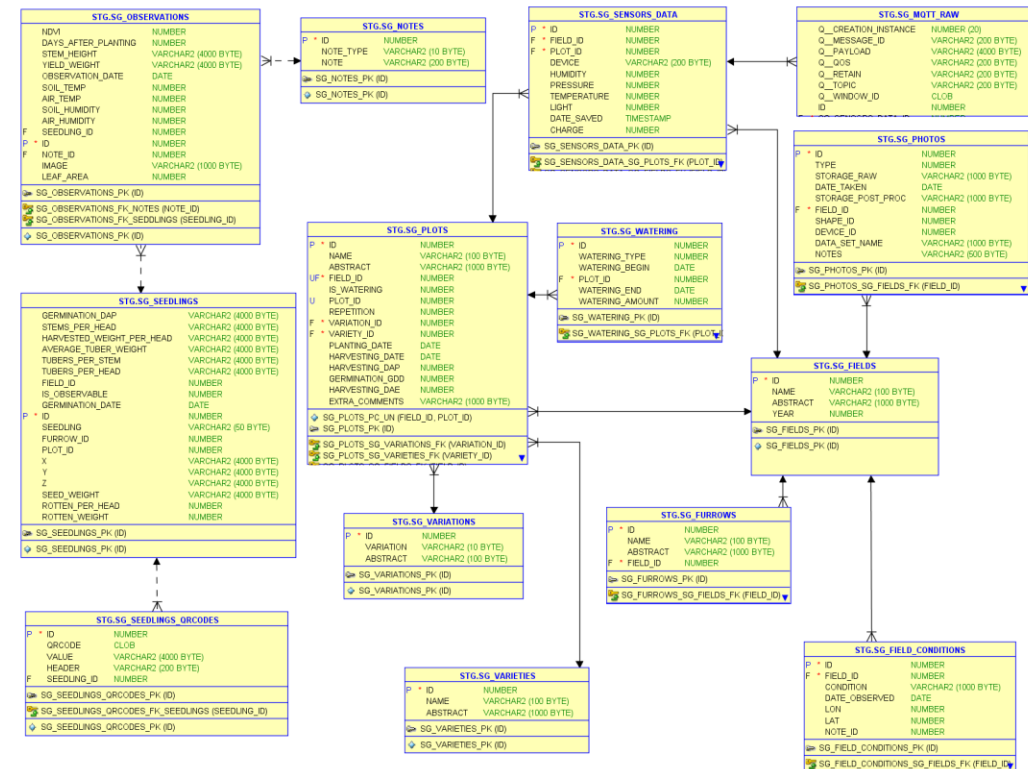 STG.SG_OBSERVATIONS
NDVI NUMBER
DAYS_AFTER_PLANTING NUMBER
STEM_HEIGHT VARCHAR2 (4000 BYTE)
YIELD_WEIGHT VARCHAR2 (4000 BYTE)
OBSERVATION_DATE DATE
SOIL_TEMP NUMBER
AIR_TEMP NUMBER
SOIL_HUMIDITY NUMBER
AIR_HUMIDITY NUMBER
F SEEDLING_ID NUMBER
P * ID NUMBER
F NOTE_ID NUMBER
IMAGE VARCHAR2 (1000 BYTE)
LEAF_AREA NUMBER
SG_OBSERVATIONS_PK (ID)
SG_OBSERVATIONS_FK_NOTES (NOTE_ID)
SG_OBSERVATIONS_FK_SEDDLINGS (SEEDLING_ID)
SG_OBSERVATIONS_PK (ID)
STG.SG_NOTES
P * ID NUMBER
NOTE_TYPE VARCHAR2 (10 BYTE)
NOTE VARCHAR2 (200 BYTE)
SG_NOTES_PK (ID)
SG_NOTES_PK (ID)
STG.SG_SENSORS_DATA
P * ID NUMBER
F * FIELD_ID NUMBER
F * PLOT_ID NUMBER
DEVICE VARCHAR2 (200 BYTE)
HUMIDITY NUMBER
PRESSURE NUMBER
TEMPERATURE NUMBER
LIGHT NUMBER
DATE_SAVED TIMESTAMP
CHARGE NUMBER
SG_SENSORS_DATA_PK (ID)
SG_SENSORS_DATA_SG_PLOTS_FK (PLOT_ID
STG.SG_MQTT_RAW
Q__CREATION_INSTANCE NUMBER (20)
Q__MESSAGE_ID VARCHAR2 (200 BYTE)
Q__PAYLOAD VARCHAR2 (4000 BYTE)
Q__QOS VARCHAR2 (200 BYTE)
Q__RETAIN VARCHAR2 (200 BYTE)
Q__TOPIC VARCHAR2 (200 BYTE)
Q__WINDOW_ID CLOB
ID NUMBER
STG.SG_PHOTOS
P * ID NUMBER
TYPE NUMBER
STORAGE_RAW VARCHAR2 (1000 BYTE)
DATE_TAKEN DATE
STORAGE_POST_PROC VARCHAR2 (1000 BYTE)
F * FIELD_ID NUMBER
SHAPE_ID NUMBER
DEVICE_ID NUMBER
DATA_SET_NAME VARCHAR2 (1000 BYTE)
NOTES VARCHAR2 (500 BYTE)
SG_PHOTOS_PK (ID)
SG_PHOTOS_SG_FIELDS_FK (FIELD_ID)
STG.SG_PLOTS
P * ID NUMBER
NAME VARCHAR2 (100 BYTE)
ABSTRACT VARCHAR2 (1000 BYTE)
UF * FIELD_ID NUMBER
IS_WATERING NUMBER
U PLOT_ID NUMBER
REPETITION NUMBER
F * VARIATION_ID NUMBER
F * VARIETY_ID NUMBER
PLANTING_DATE DATE
HARVESTING_DATE DATE
HARVESTING_DAP NUMBER
GERMINATION_GDD NUMBER
HARVESTING_DAE NUMBER
EXTRA_COMMENTS VARCHAR2 (1000 BYTE)
SG_PLOTS_PC_UN (FIELD_ID, PLOT_ID)
SG_PLOTS_PK (ID)
SG_PLOTS_SG_VARIATIONS_FK (VARIATION_ID)
SG_PLOTS_SG_VARIETIES_FK (VARIETY_ID)
STG.SG_WATERING
P * ID NUMBER
WATERING_TYPE NUMBER
WATERING_BEGIN DATE
F * PLOT_ID NUMBER
WATERING_END DATE
WATERING_AMOUNT NUMBER
SG_WATERING_PK (ID)
SG_WATERING_SG_PLOTS_FK (PLOT_I
STG.SG_SEEDLINGS
GERMINATION_DAP VARCHAR2 (4000 BYTE)
STEMS_PER_HEAD VARCHAR2 (4000 BYTE)
HARVESTED_WEIGHT_PER_HEAD VARCHAR2 (4000 BYTE)
AVERAGE_TUBER_WEIGHT VARCHAR2 (4000 BYTE)
TUBERS_PER_STEM VARCHAR2 (4000 BYTE)
TUBERS_PER_HEAD VARCHAR2 (4000 BYTE)
FIELD_ID NUMBER
IS_OBSERVABLE NUMBER
GERMINATION_DATE DATE
P * ID NUMBER
SEEDLING VARCHAR2 (50 BYTE)
FURROW_ID NUMBER
PLOT_ID NUMBER
X VARCHAR2 (4000 BYTE)
Y VARCHAR2 (4000 BYTE)
Z VARCHAR2 (4000 BYTE)
SEED_WEIGHT VARCHAR2 (4000 BYTE)
ROTTEN_PER_HEAD NUMBER
ROTTEN_WEIGHT NUMBER
SG_SEEDLINGS_PK (ID)
SG_SEEDLINGS_PK (ID)
STG.SG_FIELDS
P * ID NUMBER
NAME VARCHAR2 (100 BYTE)
ABSTRACT VARCHAR2 (1000 BYTE)
YEAR NUMBER
SG_FIELDS_PK (ID)
SG_FIELDS_PK (ID)
STG.SG_VARIATIONS
P * ID NUMBER
VARIATION VARCHAR2 (10 BYTE)
ABSTRACT VARCHAR2 (100 BYTE)
SG_VARIATIONS_PK (ID)
SG_VARIATIONS_PK (ID)
STG.SG_FURROWS
P * ID NUMBER
NAME VARCHAR2 (100 BYTE)
ABSTRACT VARCHAR2 (1000 BYTE)
F * FIELD_ID NUMBER
SG_FURROWS_PK (ID)
SG_FURROWS_SG_FIELDS_FK (FIELD_ID)
STG.SG_SEEDLINGS_QRCODES
P * ID NUMBER
QRCODE CLOB
VALUE VARCHAR2 (4000 BYTE)
HEADER VARCHAR2 (200 BYTE)
F SEEDLING_ID NUMBER
SG_SEEDLINGS_QRCODES_PK (ID)
SG_SEEDLINGS_QRCODES_FK_SEEDLINGS (SEEDLING_ID)
SG_SEEDLINGS_QRCODES_PK (ID)
STG.SG_VARIETIES
P * ID NUMBER
NAME VARCHAR2 (100 BYTE)
ABSTRACT VARCHAR2 (1000 BYTE)
SG_VARIETIES_PK (ID)
SG_VARIETIES_PK (ID)
STG.SG_FIELD_CONDITIONS
P * ID NUMBER
F * FIELD_ID NUMBER
CONDITION VARCHAR2 (1000 BYTE)
DATE_OBSERVED DATE
LON NUMBER
LAT NUMBER
NOTE_ID NUMBER
SG_FIELD_CONDITIONS_PK (ID)
SG_FIELD_CONDITIONS_SG_FIELDS_FK (FIELD_ID